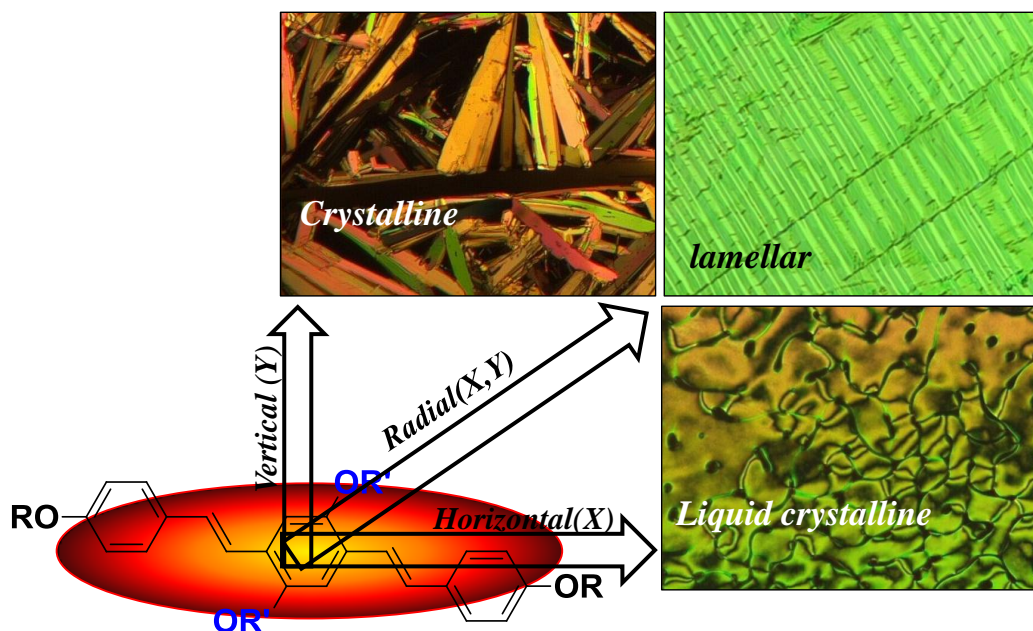 Crystalline
lamellar
Vertical (Y)
Radial(X,Y)
OR'
RO
Horizontal(X)
Liquid crystalline
OR
OR'